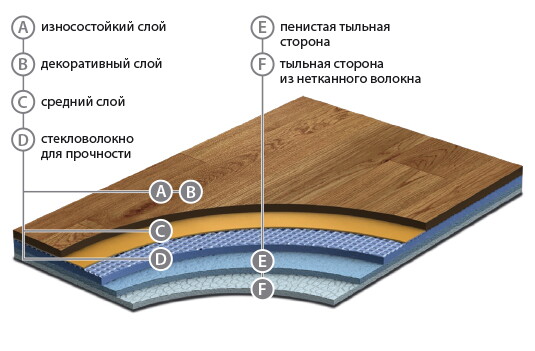 A износостойкий слой
B декоративный слой
C средний слой
D стекловолокно
для прочности
E пенистая тыльная
сторона
F тыльная сторона
из нетканного волокна
A B
C
D
E
F